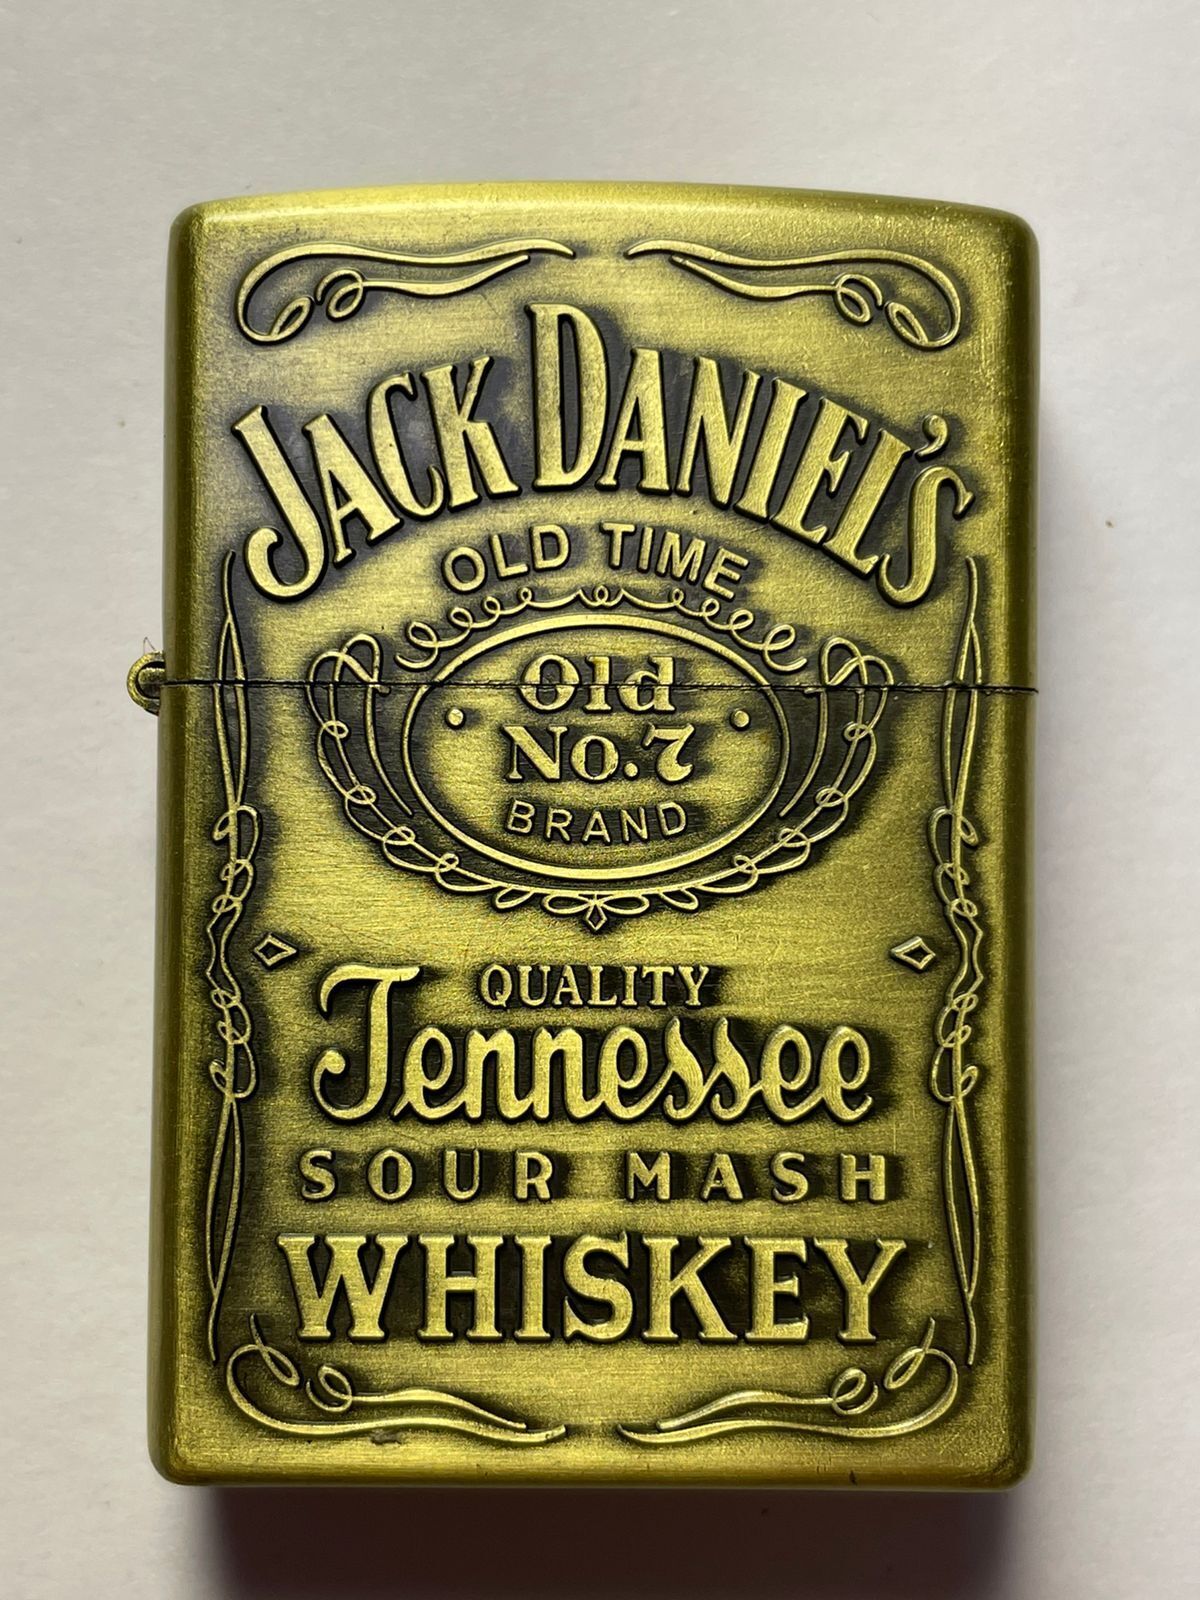 JACK DANIEL'S
OLD TIME
Old
No.7
BRAND
QUALITY
Tennessee
SOUR MASH
WHISKEY